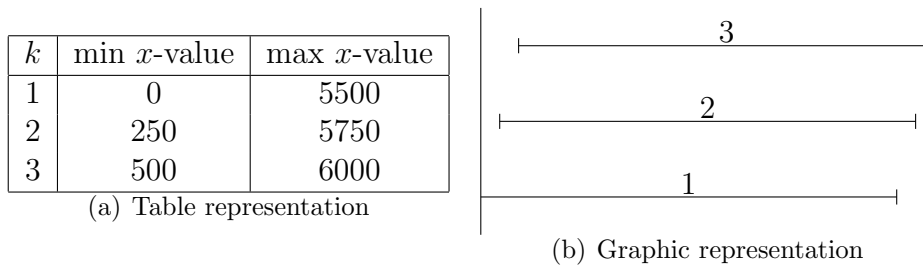 k min x-value max x-value
1 0 5500
2 250 5750
3 500 6000
(a) Table representation
3
2
1
(b) Graphic representation